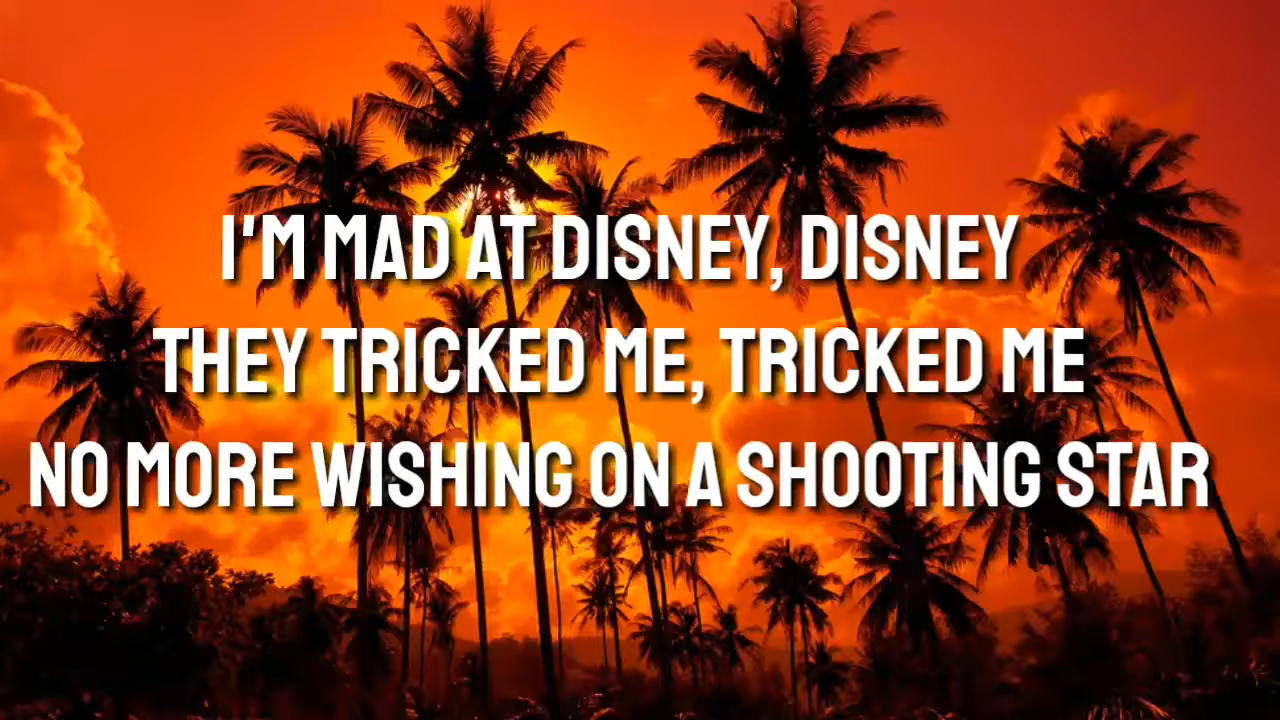 I'M MAD AT DISNEY, DISNEY
THEY TRICKED ME, TRICKED ME
NO MORE WISHING ON A SHOOTING STAR